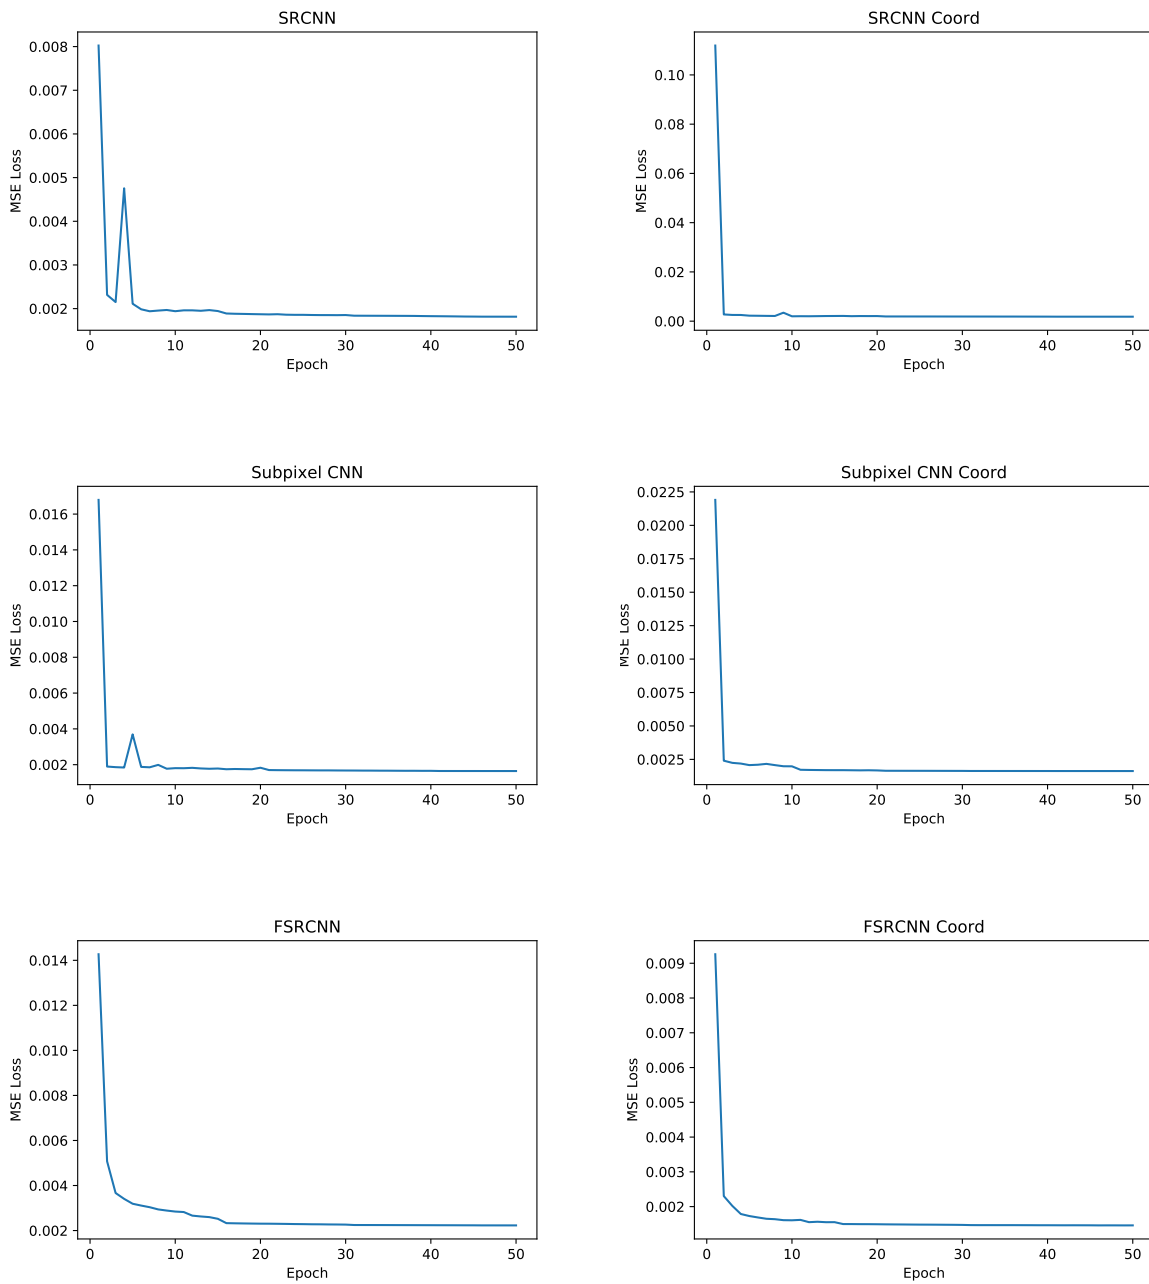 SRCNN
0.008
0.007
0.006
0.005
0.004
0.003
0.002
MSE Loss
0 10 20 30 40 50
Epoch
SRCNN Coord
0.10
0.08
0.06
0.04
0.02
0.00
MSE Loss
0 10 20 30 40 50
Epoch
Subpixel CNN
0.016
0.014
0.012
0.010
0.008
0.006
0.004
0.002
MSE Loss
0 10 20 30 40 50
Epoch
Subpixel CNN Coord
0.0225
0.0200
0.0175
0.0150
0.0125
0.0100
0.0075
0.0050
0.0025
MSE Loss
0 10 20 30 40 50
Epoch
FSRCNN
0.014
0.012
0.010
0.008
0.006
0.004
0.002
MSE Loss
0 10 20 30 40 50
Epoch
FSRCNN Coord
0.009
0.008
0.007
0.006
0.005
0.004
0.003
0.002
MSE Loss
0 10 20 30 40 50
Epoch